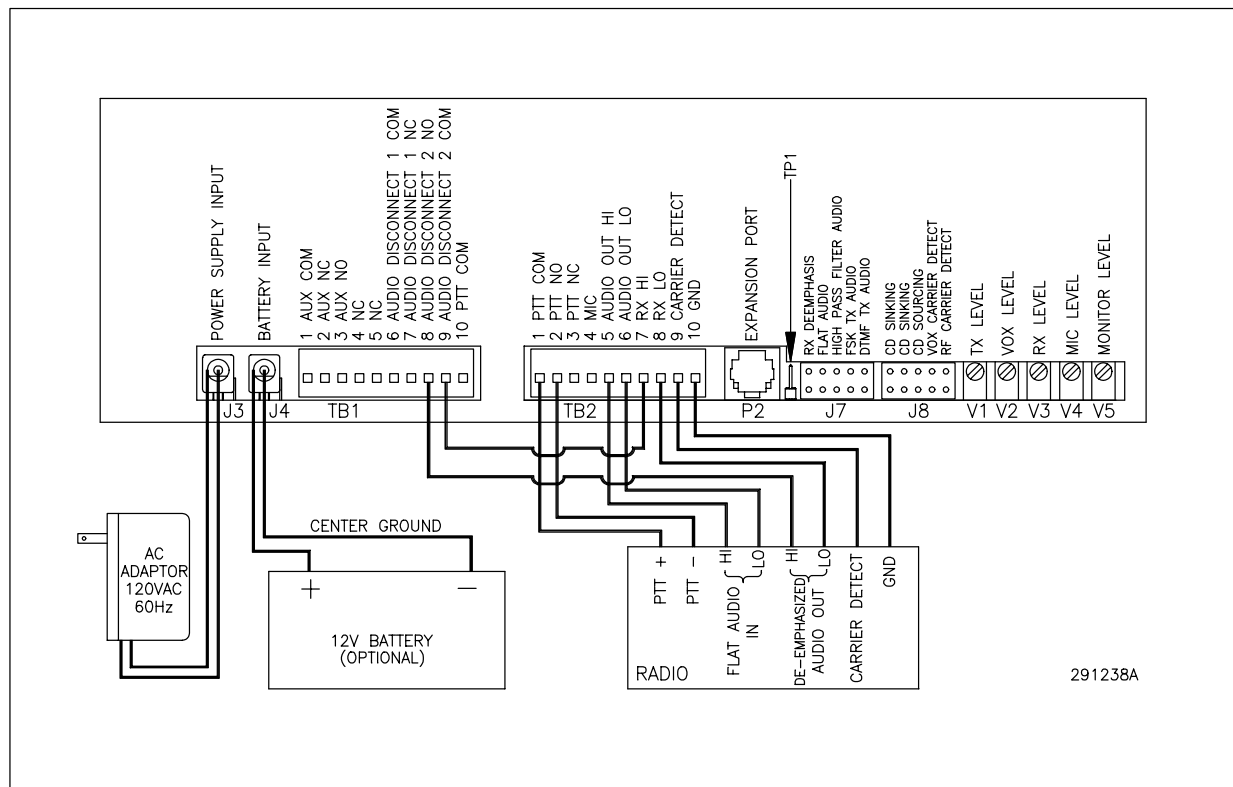 POWER SUPPLY INPUT
BATTERY INPUT
1 AUX COM
2 AUX NC
3 AUX NO
4 NC
5 NC
6 AUDIO DISCONNECT 1 COM
7 AUDIO DISCONNECT 1 NC
8 AUDIO DISCONNECT 2 NO
9 AUDIO DISCONNECT 2 COM
10 PTT COM
1 PTT COM
2 PTT NO
3 PTT NC
4 MIC
5 AUDIO OUT HI
6 AUDIO OUT LO
7 RX HI
8 RX LO
9 CARRIER DETECT
10 GND
EXPANSION PORT
TP1
RX DEEMPHASIS
FLAT AUDIO
HIGH PASS FILTER AUDIO
FSK TX AUDIO
DTMF TX AUDIO
CD SINKING
CD SINKING
CD SOURCING
VOX CARRIER DETECT
RF CARRIER DETECT
TX LEVEL
VOX LEVEL
RX LEVEL
MIC LEVEL
MONITOR LEVEL
J3
J4
TB1
TB2
P2
J7
J8
V1
V2
V3
V4
V5
AC
ADAPTOR
120VAC
60Hz
CENTER GROUND
+
−
12V BATTERY
(OPTIONAL)
PTT +
PTT −
HI
LO
FLAT AUDIO
IN
HI
LO
DE-EMPHASIZED
AUDIO OUT
CARRIER DETECT
GND
RADIO
291238A